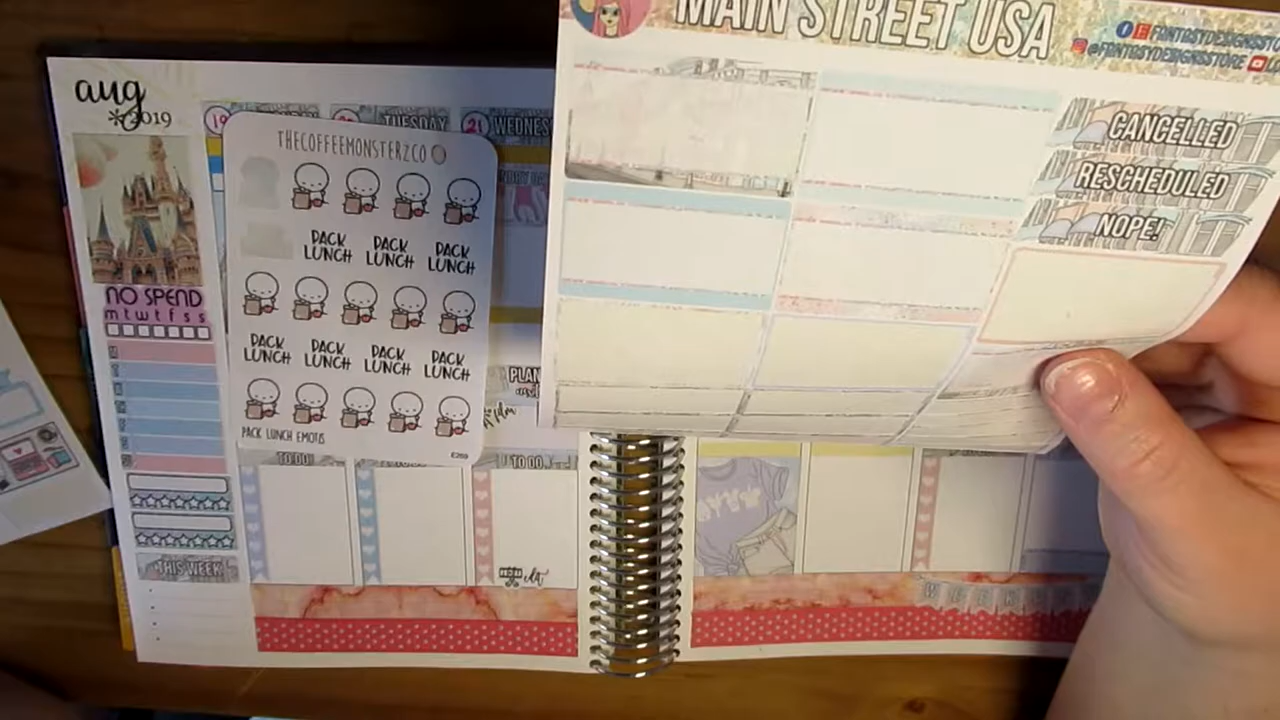 MAIN STREET USA
CANCELLED
RESCHEDULED
NOPE!
aug
2019
19
TUESDAY
21 WEDNES
THECOFFEEMONSTERZCO
PACK LUNCH PACK LUNCH PACK LUNCH
PACK LUNCH PACK LUNCH PACK LUNCH PACK LUNCH
PACK LUNCH EMOTIS
E269
NO SPEND
m t w t f s s
PLAN
TO DO
TO DO
THIS WEEK